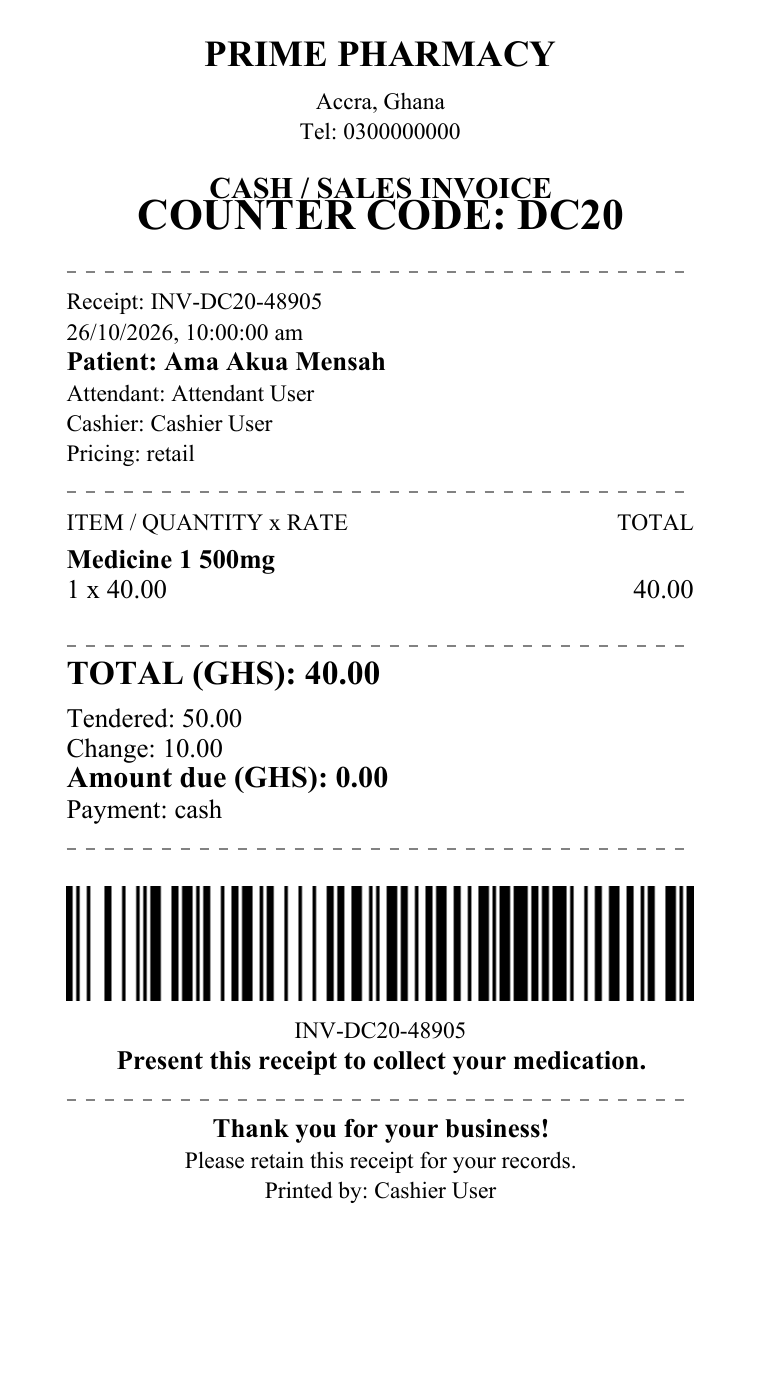 PRIME PHARMACY
Accra, Ghana
Tel: 0300000000
CASH / SALES INVOICE
COUNTER CODE: DC20
Receipt: INV-DC20-48905
26/10/2026, 10:00:00 am
Patient: Ama Akua Mensah
Attendant: Attendant User
Cashier: Cashier User
Pricing: retail
ITEM / QUANTITY x RATE TOTAL
Medicine 1 500mg
1 x 40.00 40.00
TOTAL (GHS): 40.00
Tendered: 50.00
Change: 10.00
Amount due (GHS): 0.00
Payment: cash
INV-DC20-48905
Present this receipt to collect your medication.
Thank you for your business!
Please retain this receipt for your records.
Printed by: Cashier User